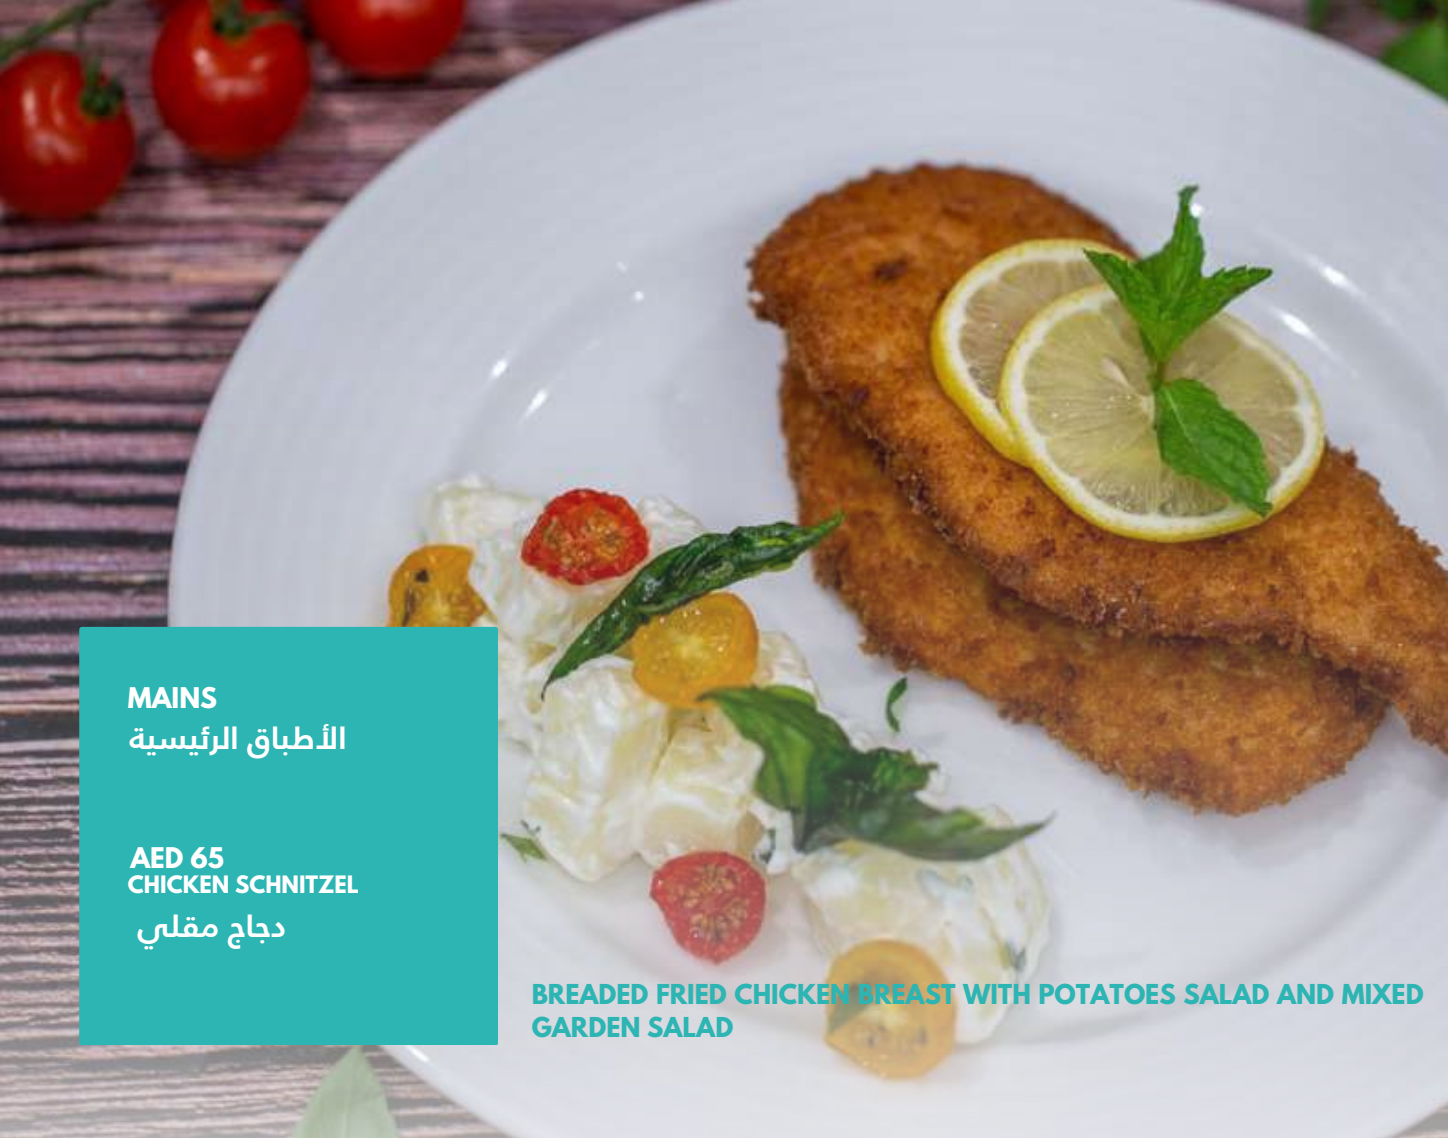 MAINS
الأطباق الرئيسية
AED 65
CHICKEN SCHNITZEL
دجاج مقلي
BREADED FRIED CHICKEN BREAST WITH POTATOES SALAD AND MIXED
GARDEN SALAD